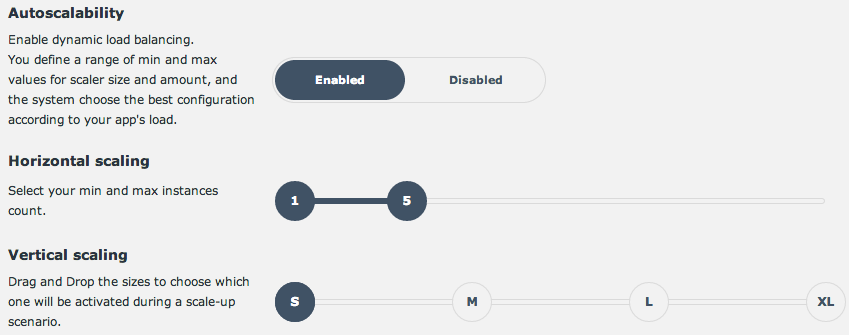 Autoscalability
Enable dynamic load balancing.
You define a range of min and max
values for scaler size and amount, and
the system choose the best configuration
according to your app's load.
Enabled Disabled
Horizontal scaling
Select your min and max instances
count.
1 5
Vertical scaling
Drag and Drop the sizes to choose which
one will be activated during a scale-up
scenario.
S M L XL